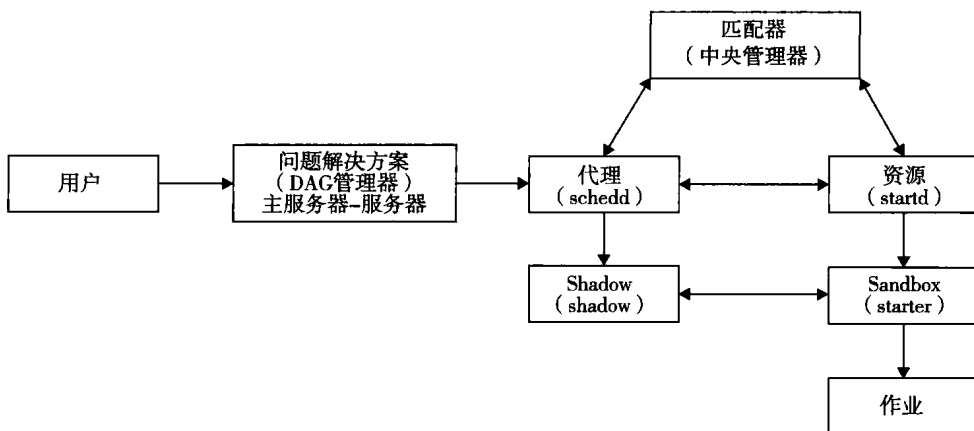 匹配器
（中央管理器）
用户
问题解决方案
（DAG管理器）
主服务器-服务器
代理
（schedd）
资源
（startd）
Shadow
（shadow）
Sandbox
（starter）
作业